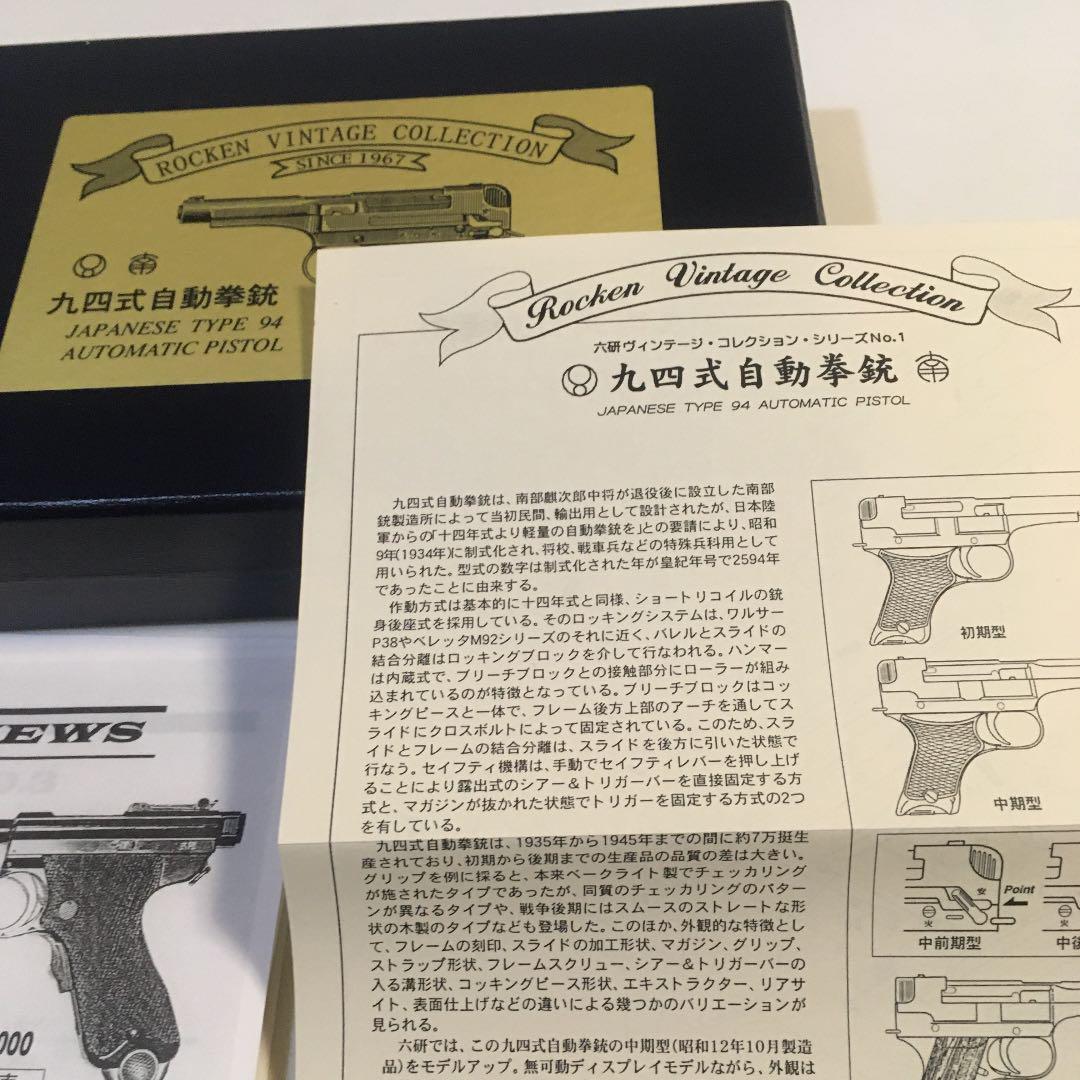 ROCKEN VINTAGE COLLECTION
SINCE 1967
九四式自動拳銃
JAPANESE TYPE 94
AUTOMATIC PISTOL
Rocken Vintage Collection
六研ヴィンテージ・コレクション・シリーズNo.1
九四式自動拳銃
JAPANESE TYPE 94 AUTOMATIC PISTOL
九四式自動拳銃は、南部麒次郎中将が退役後に設立した南部
銃製造所によって当初民間、輸出用として設計されたが、日本陸
軍からの「十四年式より軽量の自動拳銃を」との要請により、昭和
9年(1934年)に制式化され、将校、戦車兵などの特殊兵科用として
用いられた。型式の数字は制式化された年が皇紀年号で2594年
であったことに由来する。
作動方式は基本的に十四年式と同様、ショートリコイルの銃
身後座式を採用している。そのロッキングシステムは、ワルサー
P38やベレッタM92シリーズのそれに近く、バレルとスライドの
結合分離はロッキングブロックを介して行なわれる。ハンマー
は内蔵式で、ブリーチブロックとの接触部分にローラーが組み
込まれているのが特徴となっている。ブリーチブロックはコッ
キングピースと一体で、フレーム後方上部のアーチを通してス
ライドにクロスボルトによって固定されている。このため、スラ
イドとフレームの結合分離は、スライドを後方に引いた状態で
行なう。セイフティ機構は、手動でセイフティレバーを押し上げ
ることにより露出式のシアー&トリガーバーを直接固定する方
式と、マガジンが抜かれた状態でトリガーを固定する方式の2つ
を有している。
九四式自動拳銃は、1935年から1945年までの間に約7万挺生
産されており、初期から後期までの生産品の品質の差は大きい。
グリップを例に採ると、本来ベークライト製でチェッカリング
が施されたタイプであったが、同質のチェッカリングのパター
ンが異なるタイプや、戦争後期にはスムースのストレートな形
状の木製のタイプなども登場した。このほか、外観的な特徴とし
て、フレームの刻印、スライドの加工形状、マガジン、グリップ、
ストラップ形状、フレームスクリュー、シアー&トリガーバーの
入る溝形状、コッキングピース形状、エキストラクター、リアサ
イト、表面仕上げなどの違いによる幾つかのバリエーションが
見られる。
六研では、この九四式自動拳銃の中期型(昭和12年10月製造
品)をモデルアップ。無可動ディスプレイモデルながら、外観は
初期型
中期型
安
Point
火
中前期型
火
中後
EWS
000